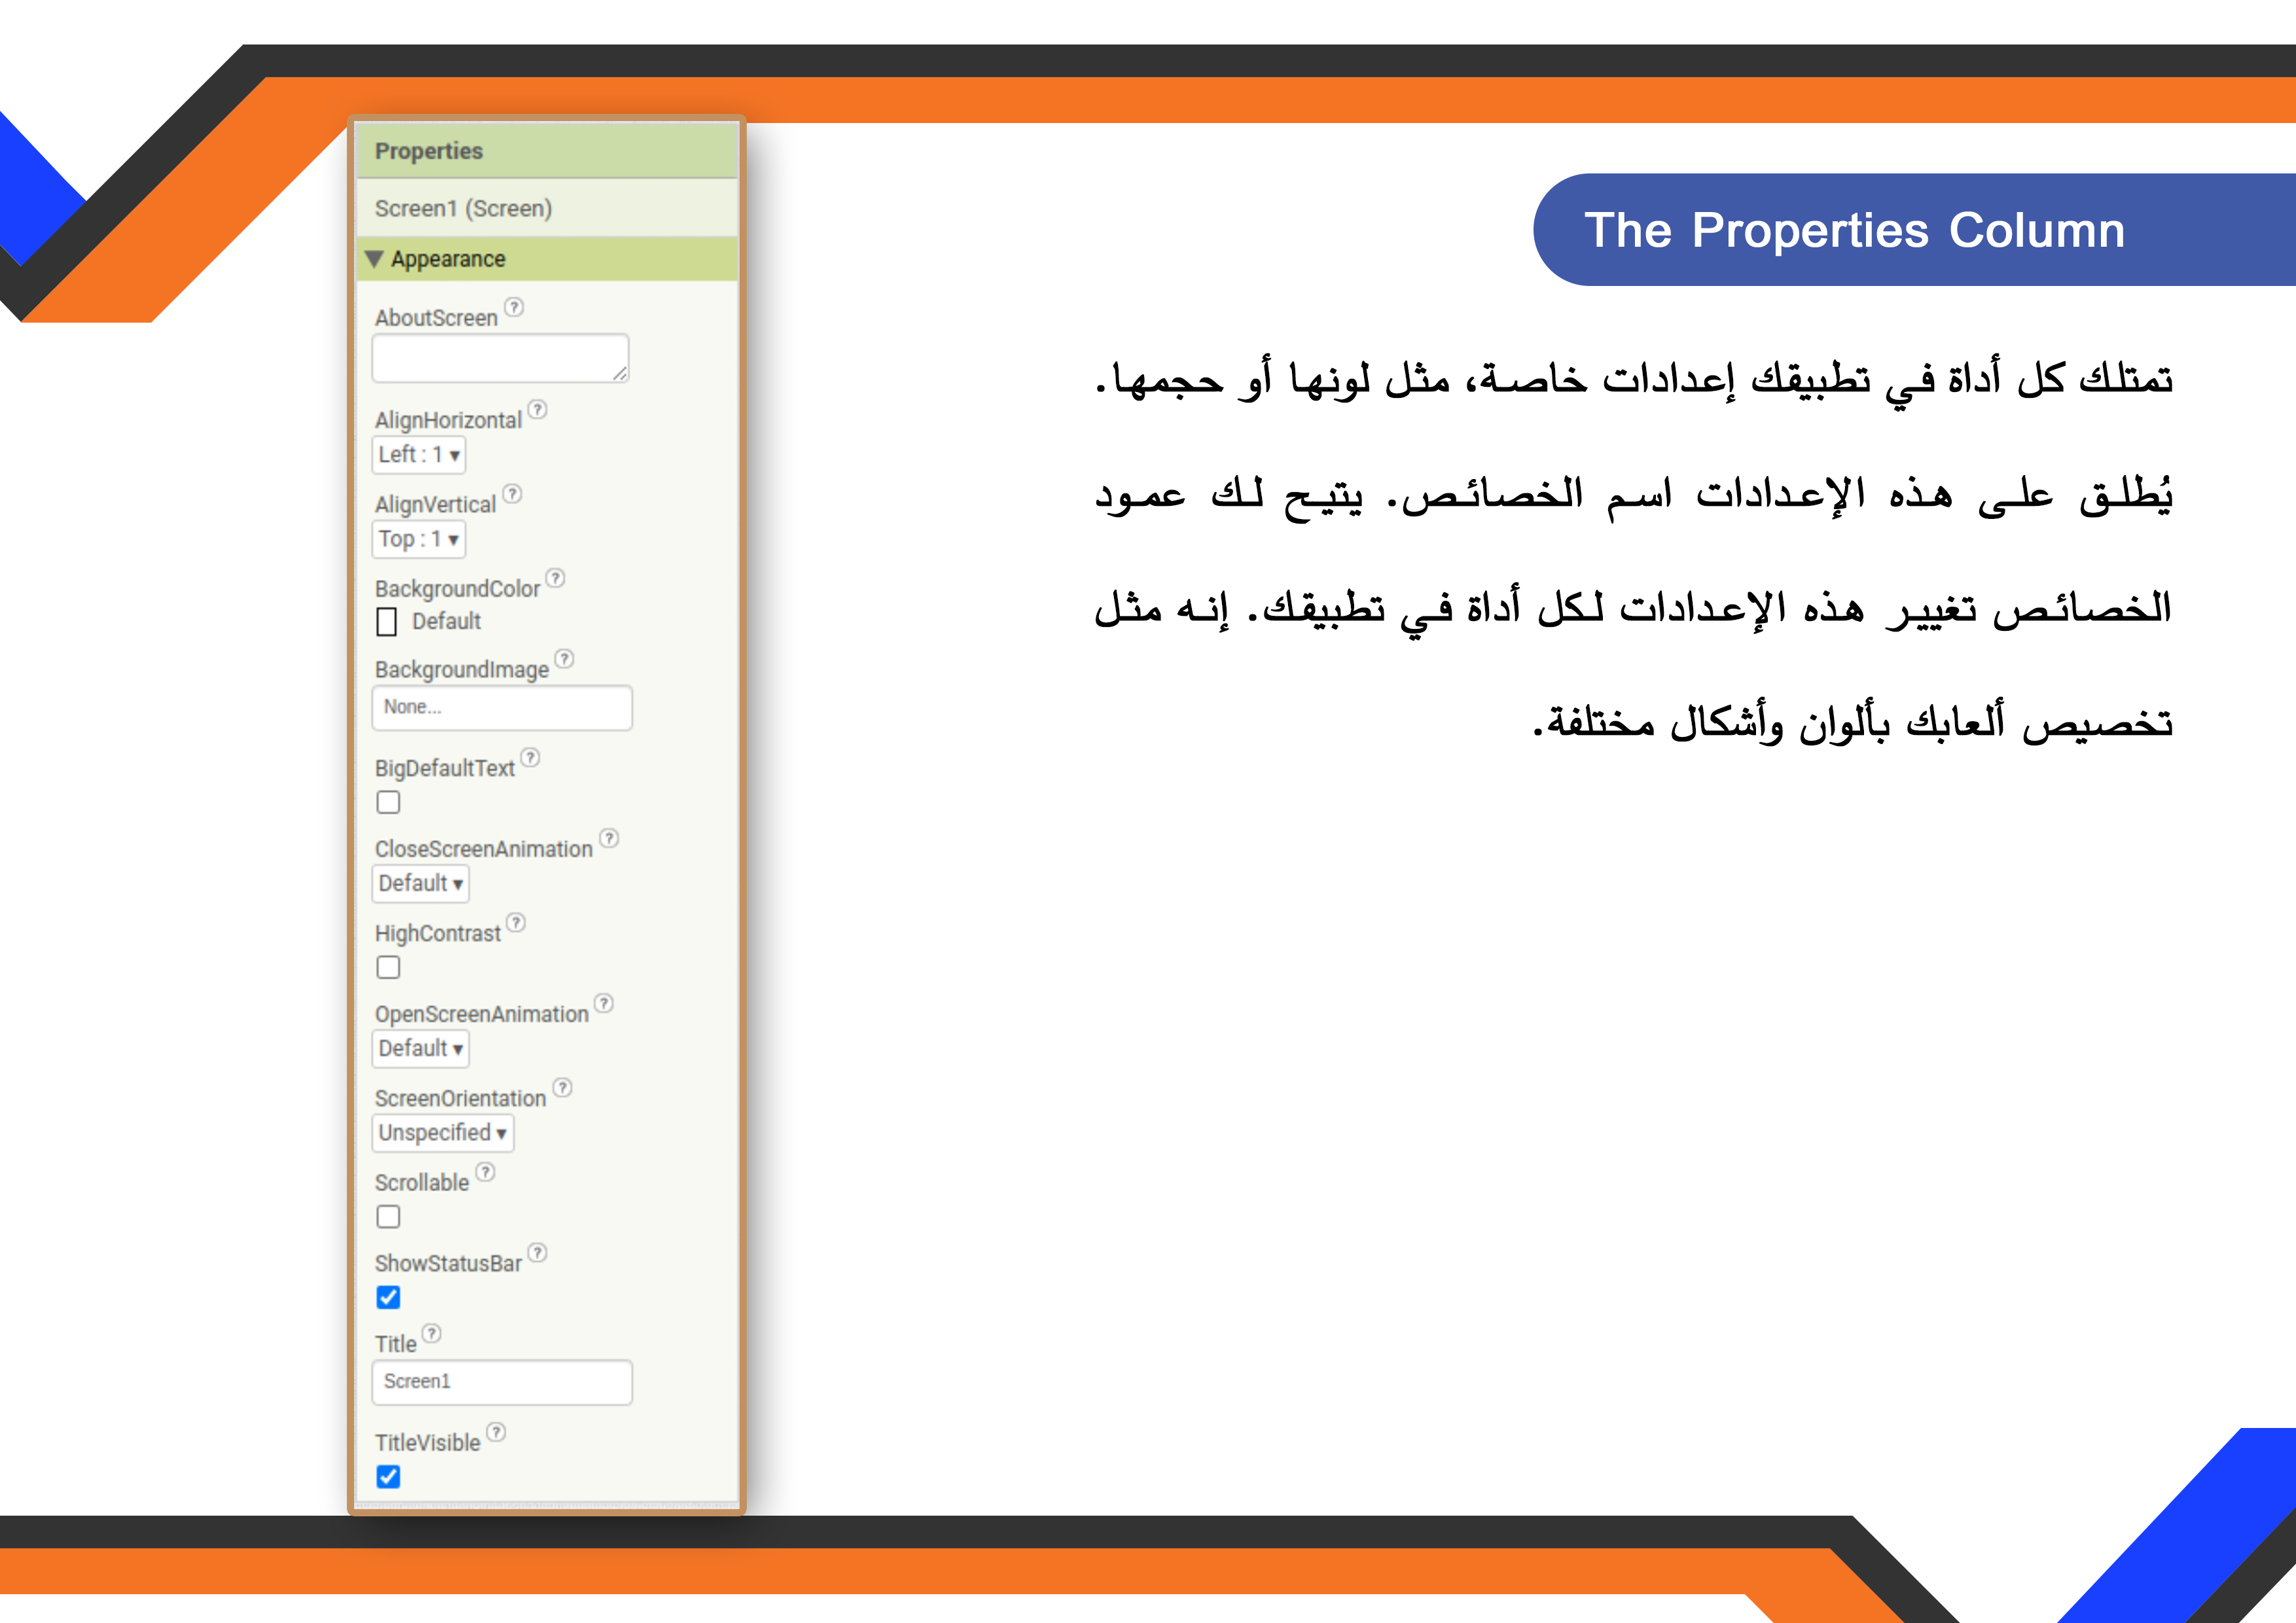 The Properties Column
تمتلك كل أداة في تطبيقك إعدادات خاصة، مثل لونها أو حجمها.
يُطلق على هذه الإعدادات اسم الخصائص. يتيح لك عمود
الخصائص تغيير هذه الإعدادات لكل أداة في تطبيقك. إنه مثل
تخصيص ألعابك بألوان وأشكال مختلفة.
Properties
Screen1 (Screen)
▼ Appearance
AboutScreen ?
AlignHorizontal ?
Left : 1 ▾
AlignVertical ?
Top : 1 ▾
BackgroundColor ?
Default
BackgroundImage ?
None...
BigDefaultText ?
CloseScreenAnimation ?
Default ▾
HighContrast ?
OpenScreenAnimation ?
Default ▾
ScreenOrientation ?
Unspecified ▾
Scrollable ?
ShowStatusBar ?
Title ?
Screen1
TitleVisible ?